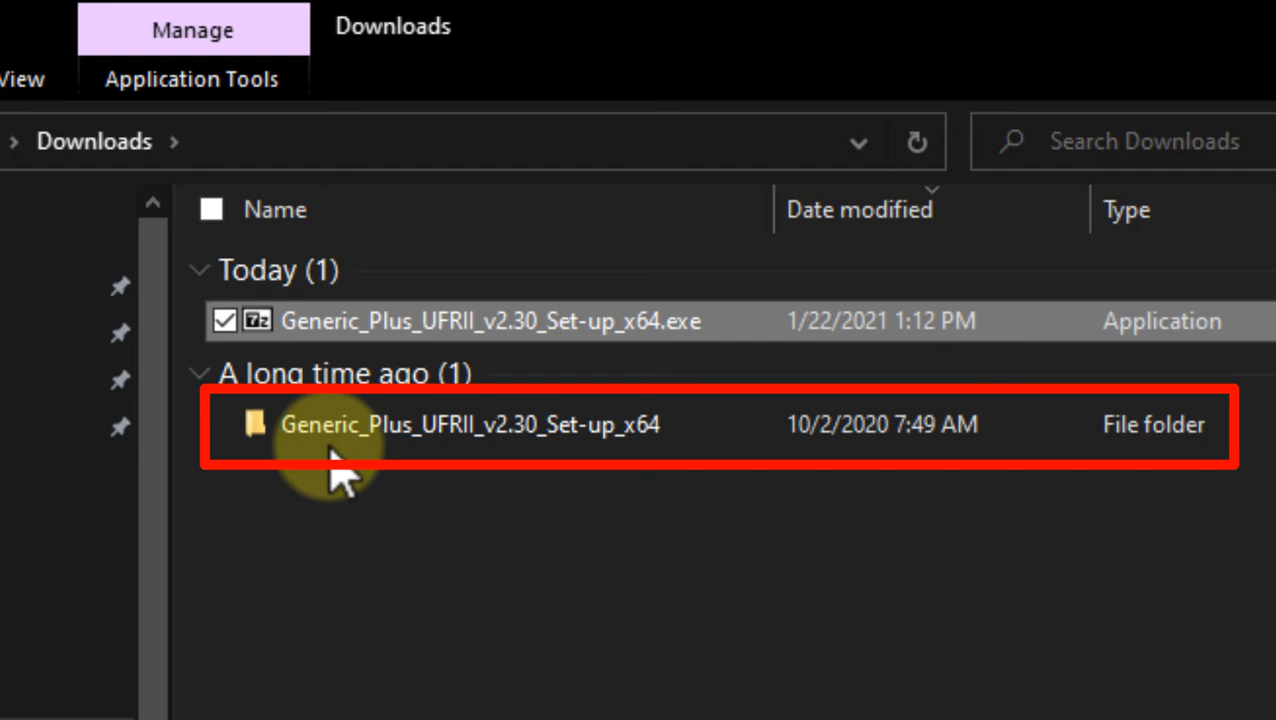 Manage
Downloads
View
Application Tools
Downloads
Search Downloads
Name
Date modified
Type
Today (1)
7z
Generic_Plus_UFRII_v2.30_Set-up_x64.exe
1/22/2021 1:12 PM
Application
A long time ago (1)
Generic_Plus_UFRII_v2.30_Set-up_x64
10/2/2020 7:49 AM
File folder